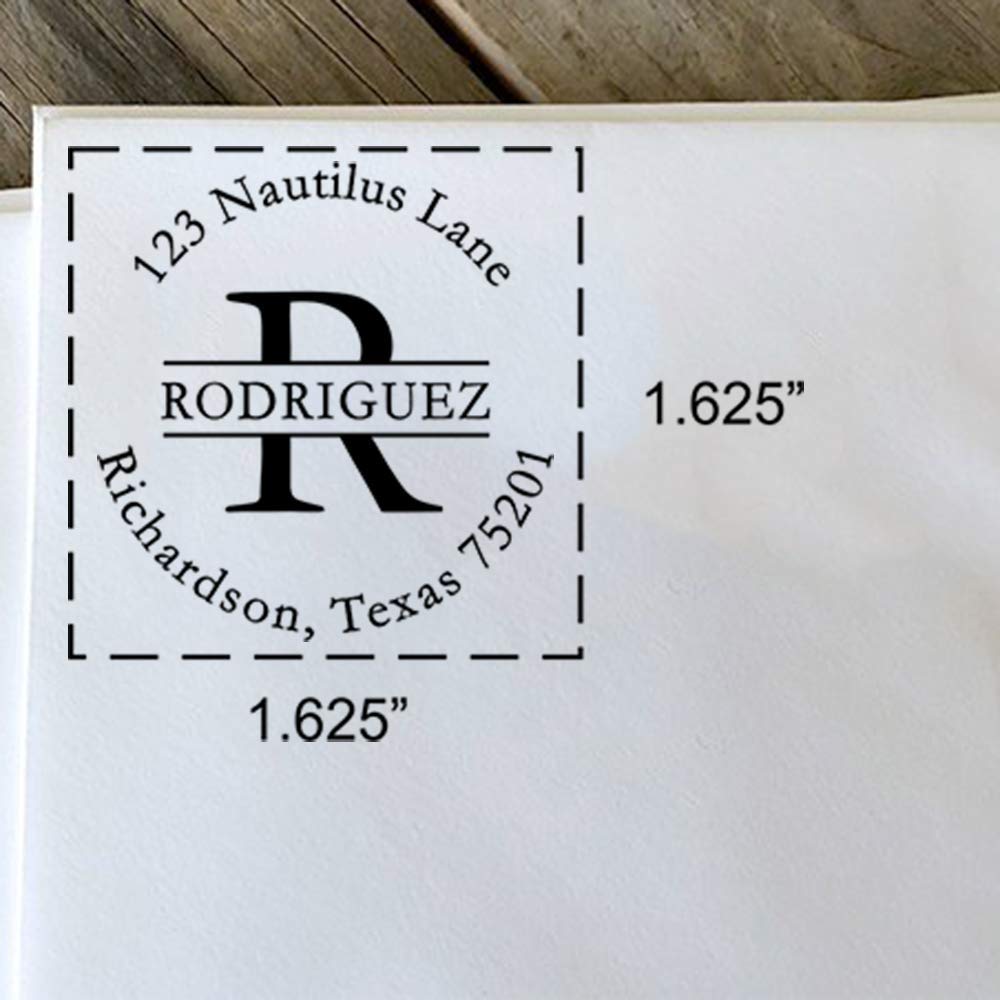 123 Nautilus Lane
R
RODRIGUEZ
Richardson, Texas 75201
1.625”
1.625”